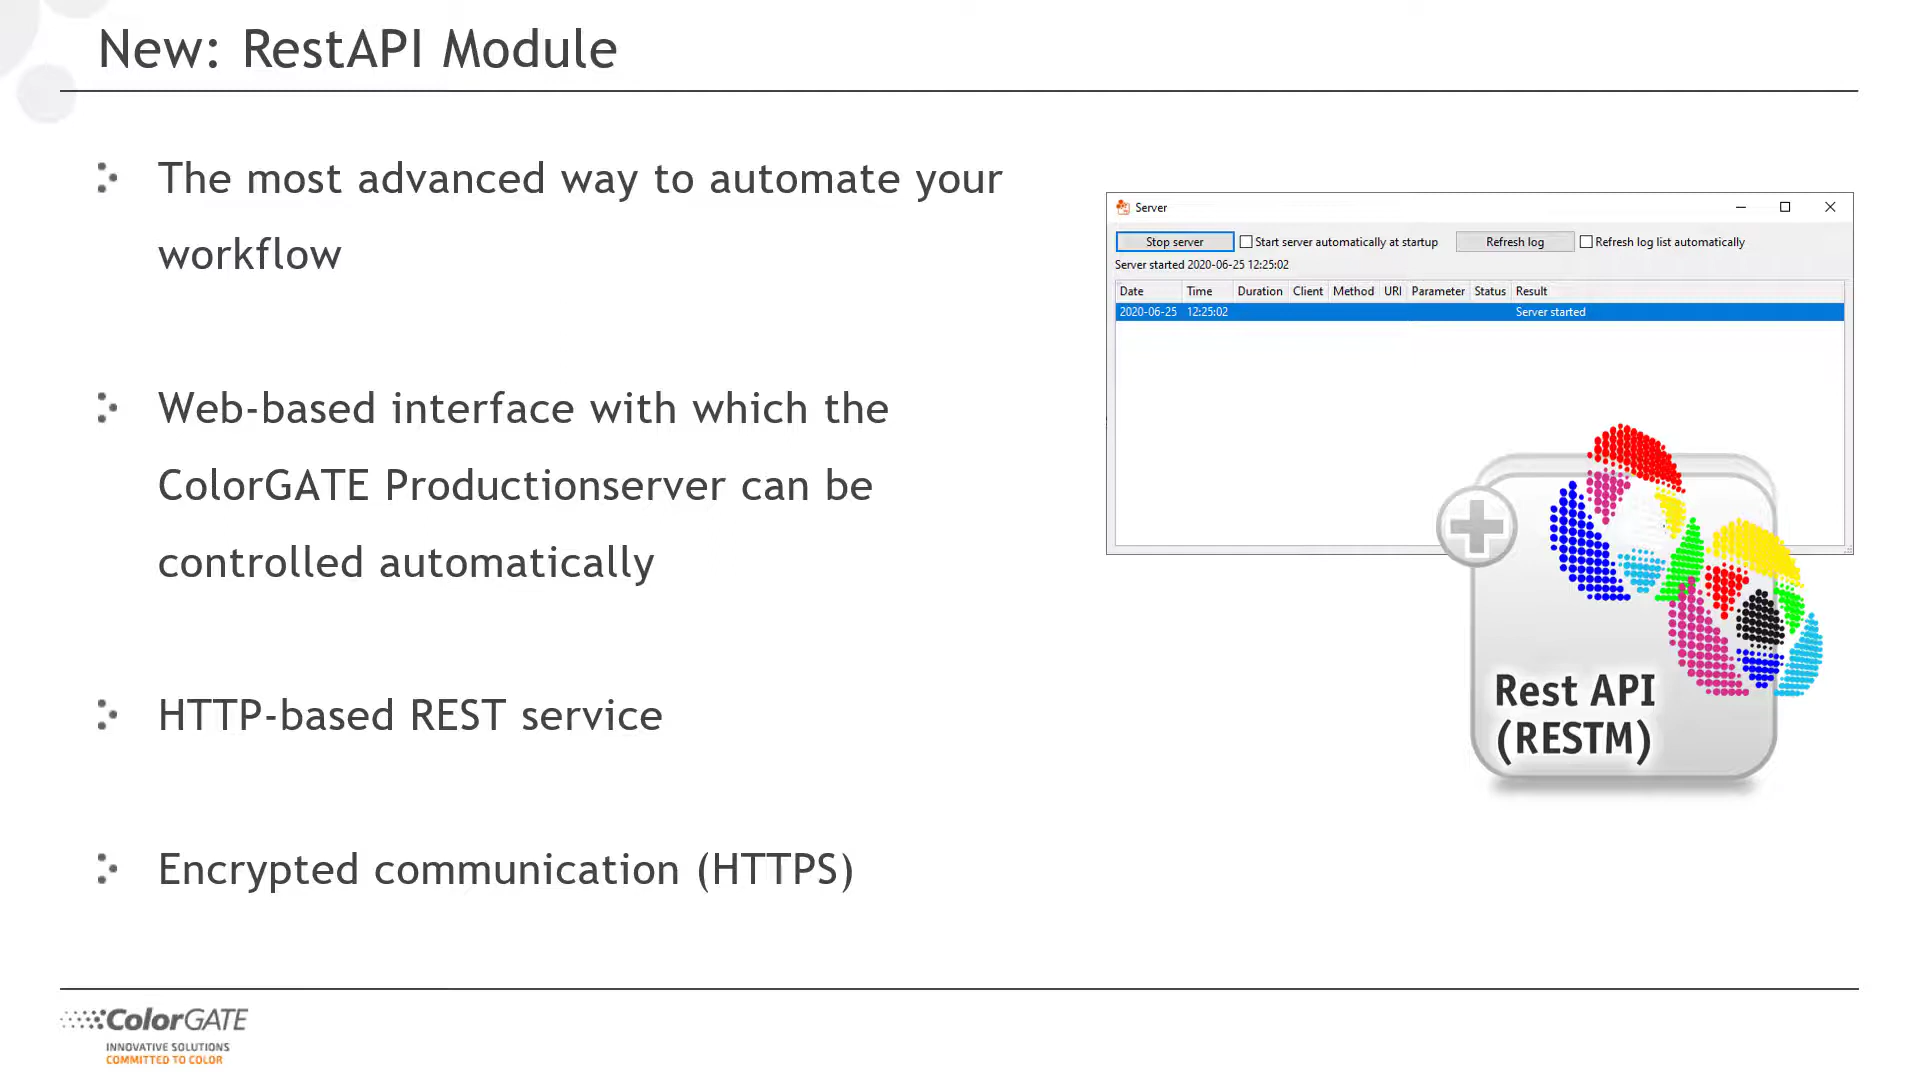 New: RestAPI Module
The most advanced way to automate your
workflow
Web-based interface with which the
ColorGATE Productionserver can be
controlled automatically
HTTP-based REST service
Encrypted communication (HTTPS)
Server
Stop server Start server automatically at startup Refresh log Refresh log list automatically
Server started 2020-06-25 12:25:02
Date Time Duration Client Method URI Parameter Status Result
2020-06-25 12:25:02 Server started
Rest API
(RESTM)
ColorGATE
INNOVATIVE SOLUTIONS
COMMITTED TO COLOR